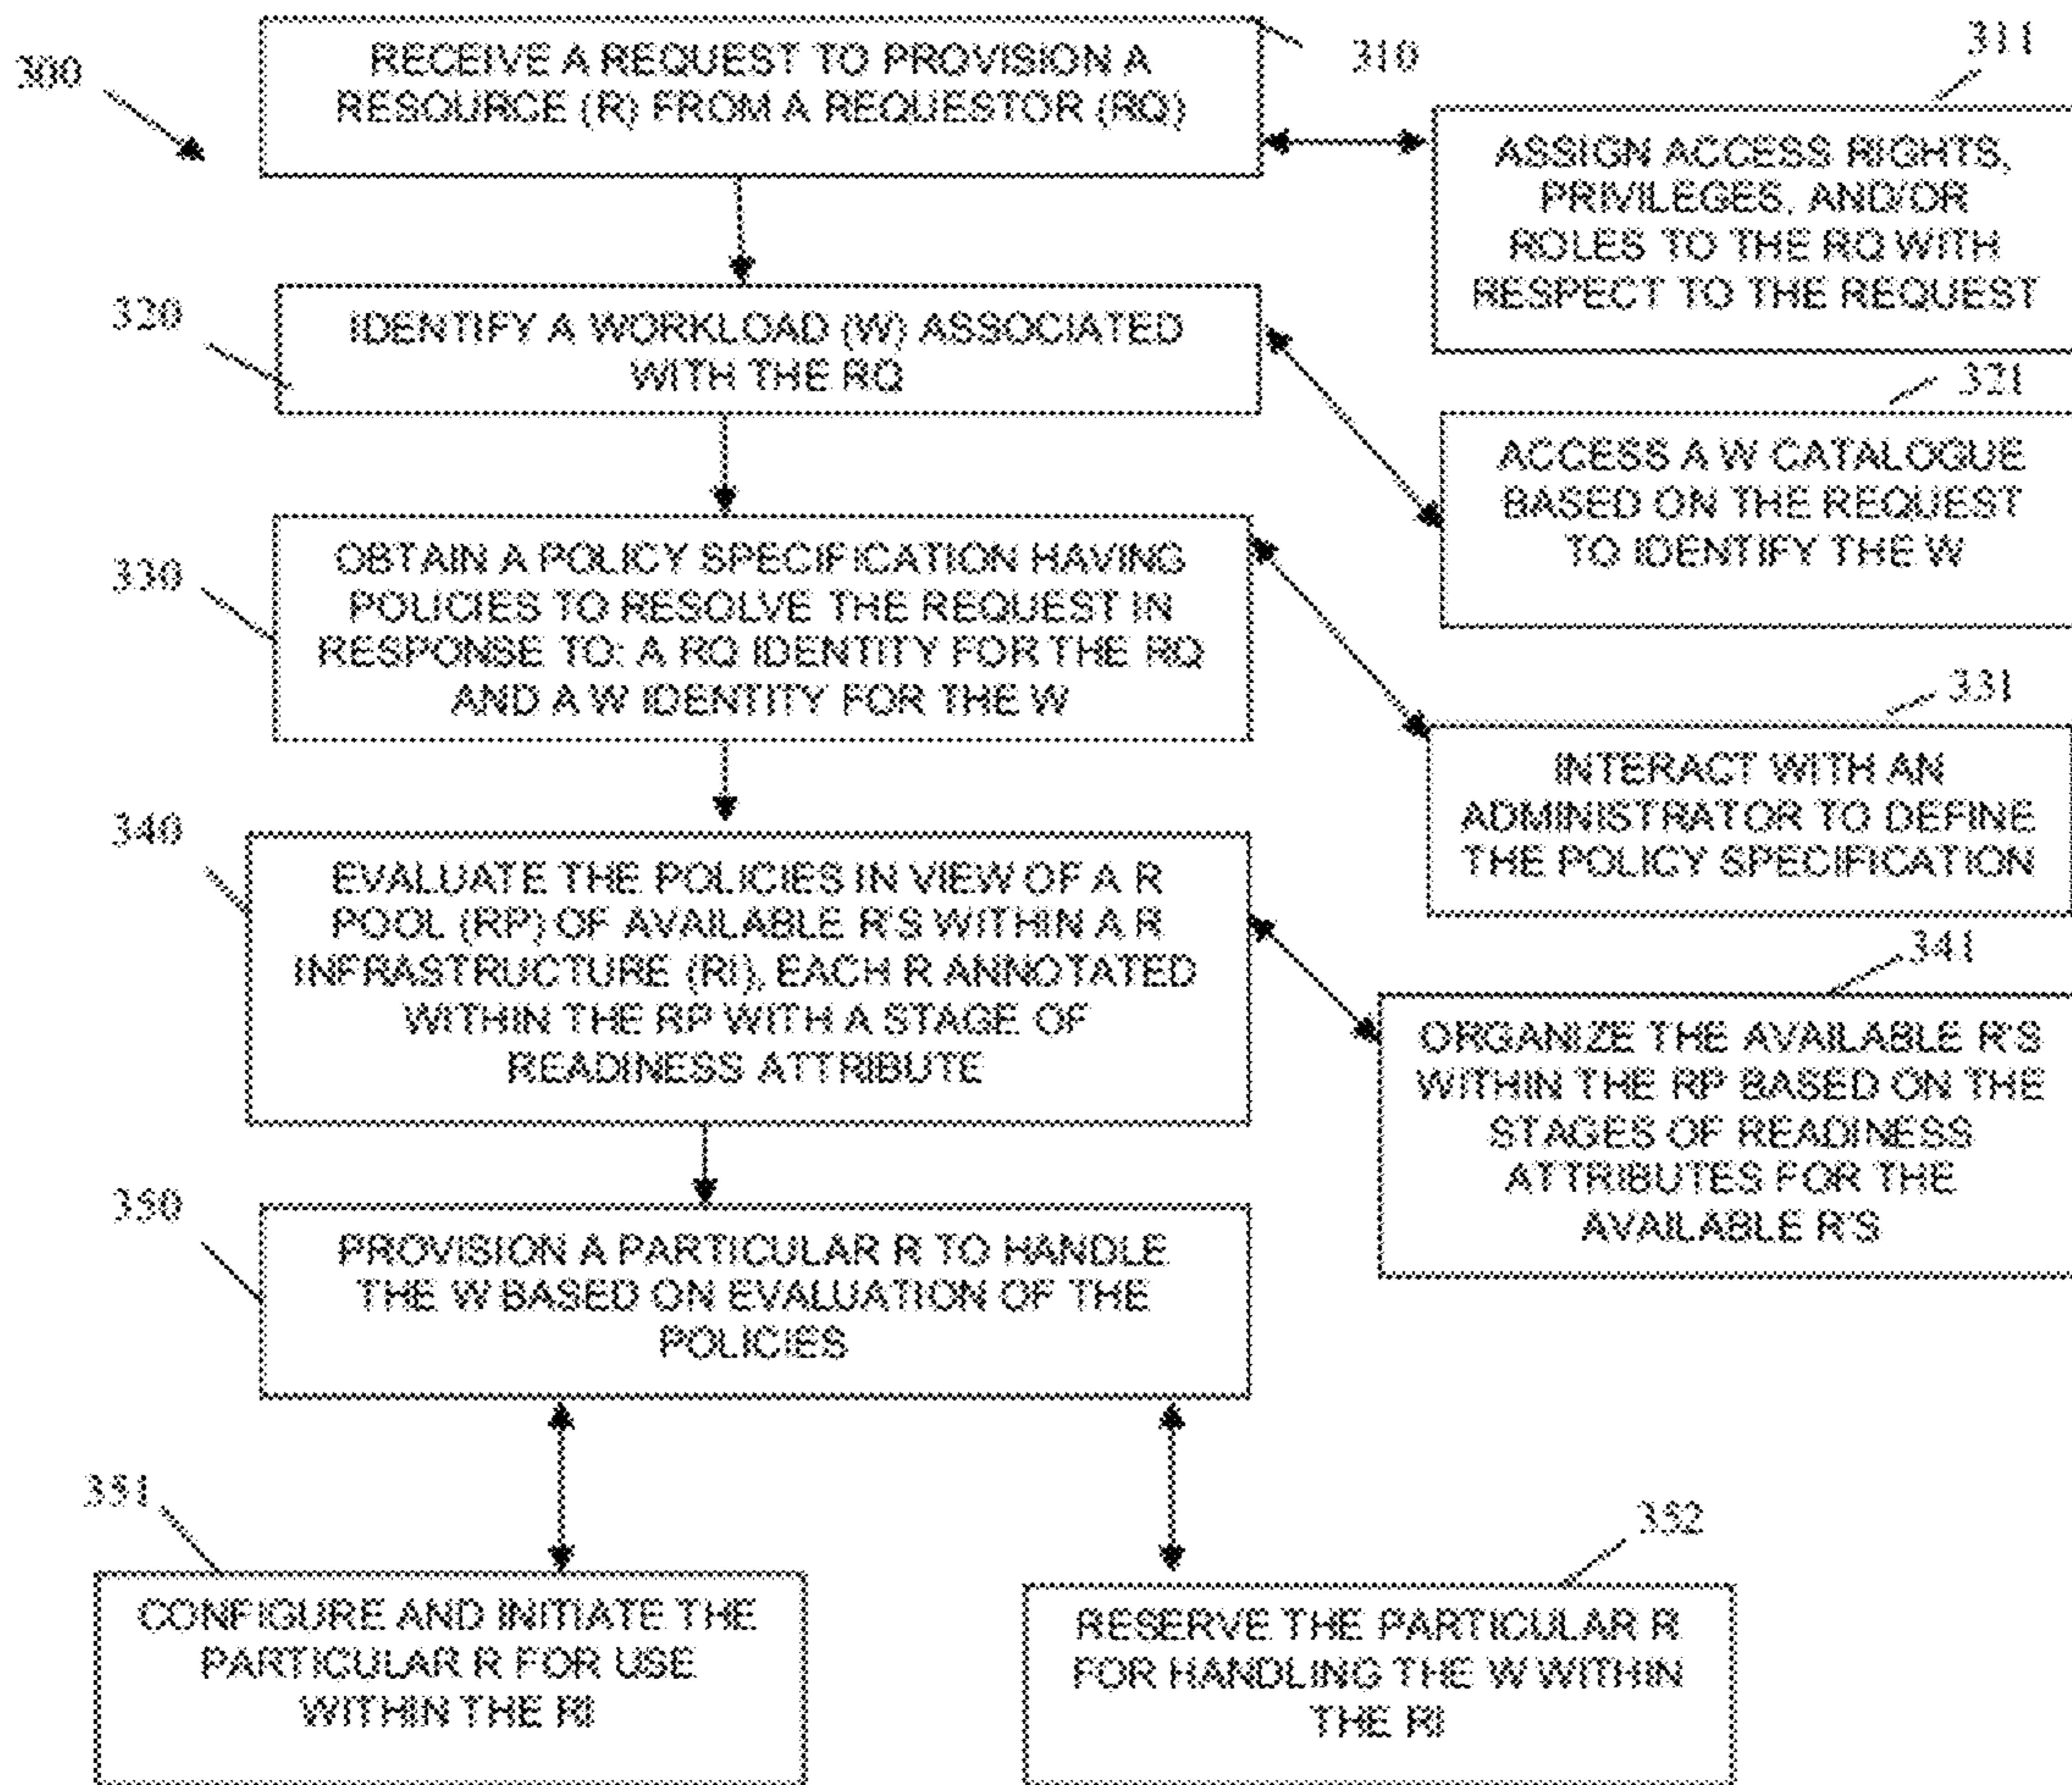 300
RECEIVE A REQUEST TO PROVISION A
RESOURCE (R) FROM A REQUESTOR (RQ)
310
311
ASSIGN ACCESS RIGHTS,
PRIVILEGES, AND/OR
ROLES TO THE RQ WITH
RESPECT TO THE REQUEST
320
IDENTIFY A WORKLOAD (W) ASSOCIATED
WITH THE RQ
321
ACCESS A W CATALOGUE
BASED ON THE REQUEST
TO IDENTIFY THE W
330
OBTAIN A POLICY SPECIFICATION HAVING
POLICIES TO RESOLVE THE REQUEST IN
RESPONSE TO: A RQ IDENTITY FOR THE RQ
AND A W IDENTITY FOR THE W
331
INTERACT WITH AN
ADMINISTRATOR TO DEFINE
THE POLICY SPECIFICATION
340
EVALUATE THE POLICIES IN VIEW OF A R
POOL (RP) OF AVAILABLE R'S WITHIN A R
INFRASTRUCTURE (RI), EACH R ANNOTATED
WITHIN THE RP WITH A STAGE OF
READINESS ATTRIBUTE
341
ORGANIZE THE AVAILABLE R'S
WITHIN THE RP BASED ON THE
STAGES OF READINESS
ATTRIBUTES FOR THE
AVAILABLE R'S
350
PROVISION A PARTICULAR R TO HANDLE
THE W BASED ON EVALUATION OF THE
POLICIES
351
CONFIGURE AND INITIATE THE
PARTICULAR R FOR USE
WITHIN THE RI
352
RESERVE THE PARTICULAR R
FOR HANDLING THE W WITHIN
THE RI